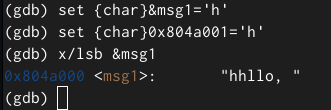 (gdb) set {char}&msg1='h'
(gdb) set {char}0x804a001='h'
(gdb) x/lsb &msg1
0x804a000 <msg1>: "hhllo, "
(gdb)